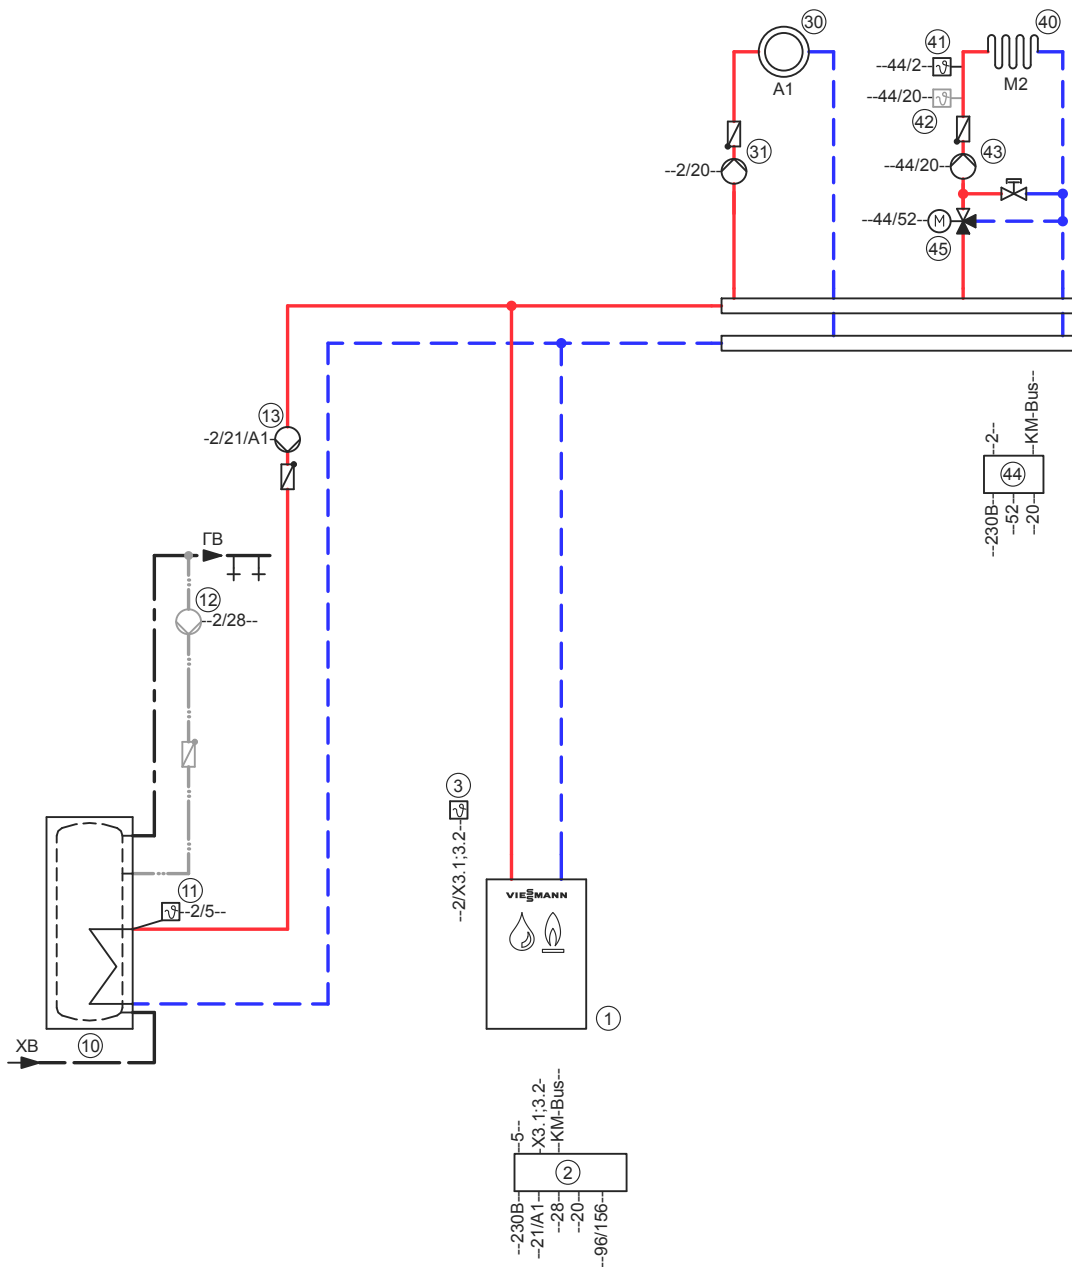 30
41
40
--44/2--
A1
M2
--44/20--
42
31
43
--2/20--
--44/20--
--44/52--
M
45
13
-2/21/A1-
--2--
--KM-Bus--
44
--230В--
--52--
--20--
ГВ
12
--2/28--
3
--2/X3.1;3.2--
11
--2/5--
VIESSMANN
1
ХВ
10
--5--
-X3.1;3.2-
--KM-Bus--
2
--230В--
--21/A1--
--28--
--20--
--96/156--